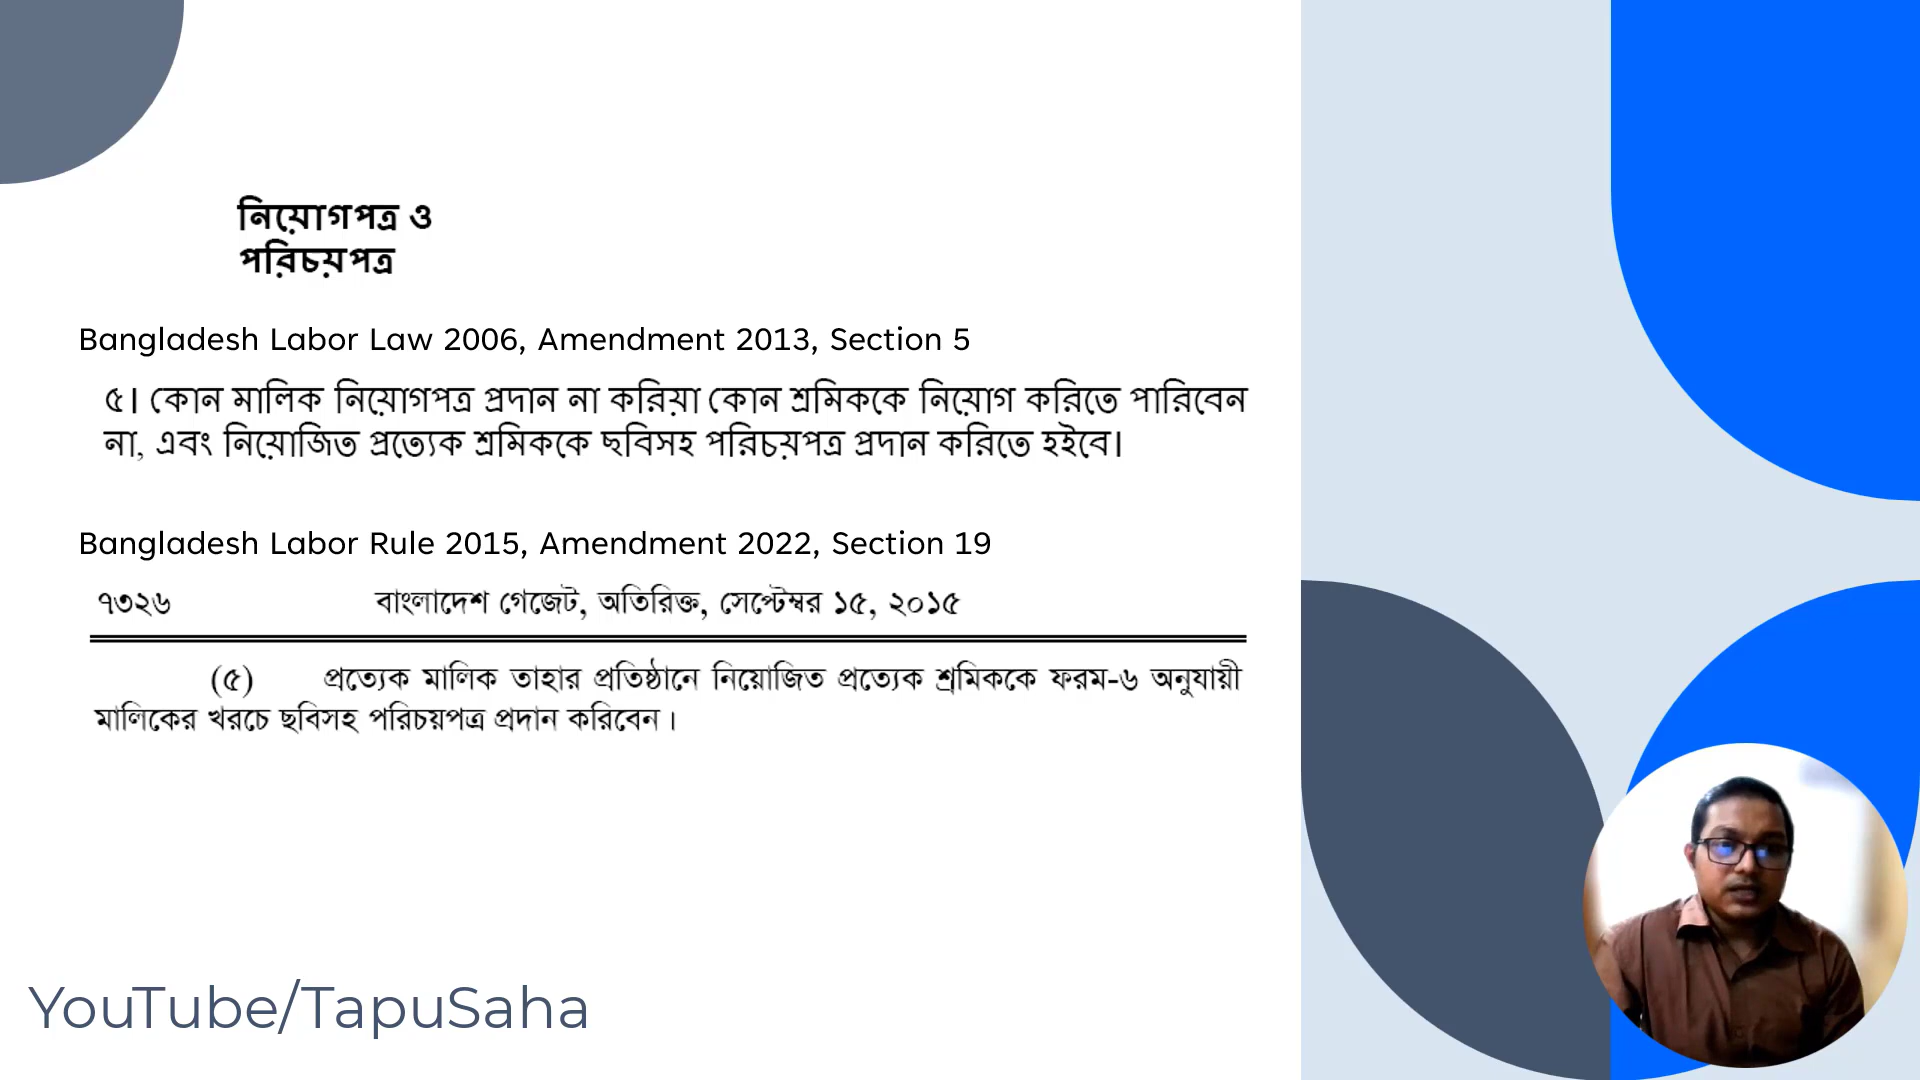 নিয়োগপত্র ও
পরিচয়পত্র
Bangladesh Labor Law 2006, Amendment 2013, Section 5
৫। কোন মালিক নিয়োগপত্র প্রদান না করিয়া কোন শ্রমিককে নিয়োগ করিতে পারিবেন
না, এবং নিয়োজিত প্রত্যেক শ্রমিককে ছবিসহ পরিচয়পত্র প্রদান করিতে হইবে।
Bangladesh Labor Rule 2015, Amendment 2022, Section 19
৭৩২৬ বাংলাদেশ গেজেট, অতিরিক্ত, সেপ্টেম্বর ১৫, ২০১৫
(৫) প্রত্যেক মালিক তাহার প্রতিষ্ঠানে নিয়োজিত প্রত্যেক শ্রমিককে ফরম-৬ অনুযায়ী
মালিকের খরচে ছবিসহ পরিচয়পত্র প্রদান করিবেন।
YouTube/TapuSaha